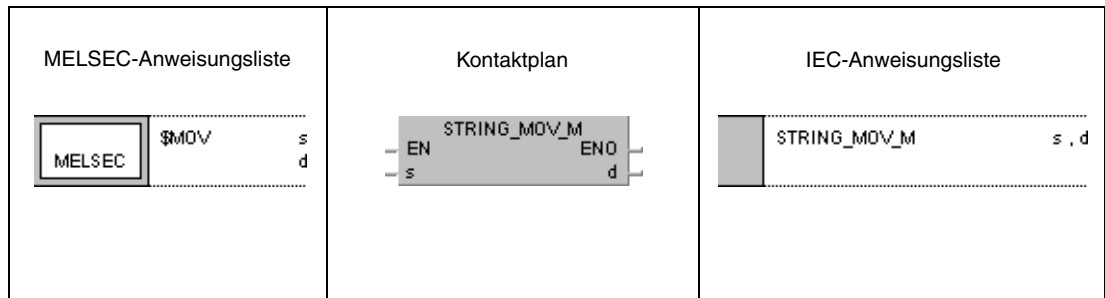 MELSEC-Anweisungsliste
MELSEC
$MOV s
d
Kontaktplan
STRING_MOV_M
EN ENO
s d
IEC-Anweisungsliste
STRING_MOV_M s , d